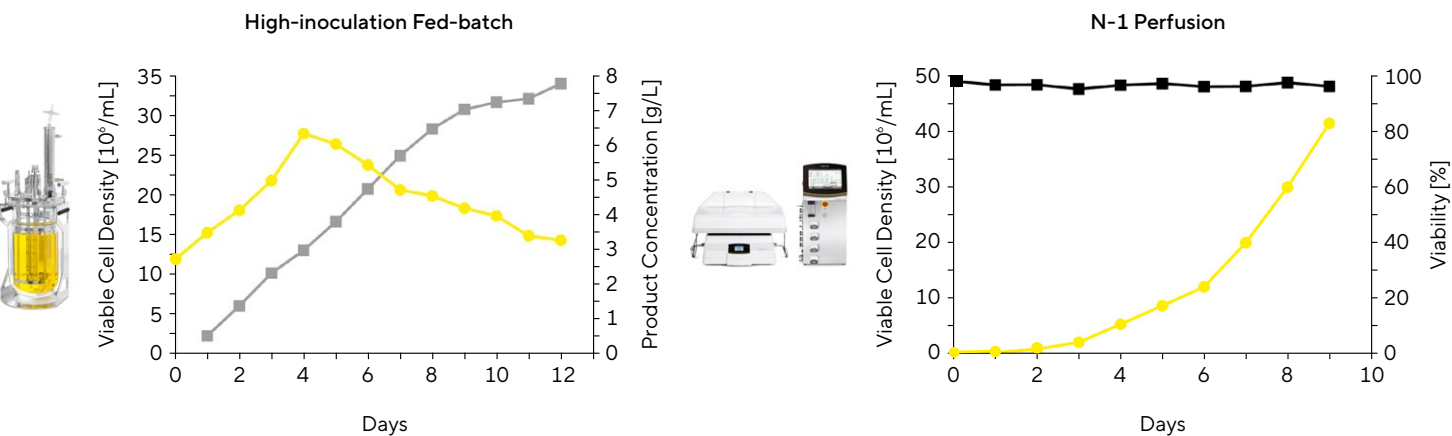 High-inoculation Fed-batch
Viable Cell Density [10⁶/mL]
35
30
25
20
15
10
5
0
8
7
6
5
4
3
2
1
0
Product Concentration [g/L]
0 2 4 6 8 10 12
Days
N-1 Perfusion
Viable Cell Density [10⁶/mL]
50
40
30
20
10
0
100
80
60
40
20
0
Viability [%]
0 2 4 6 8 10
Days